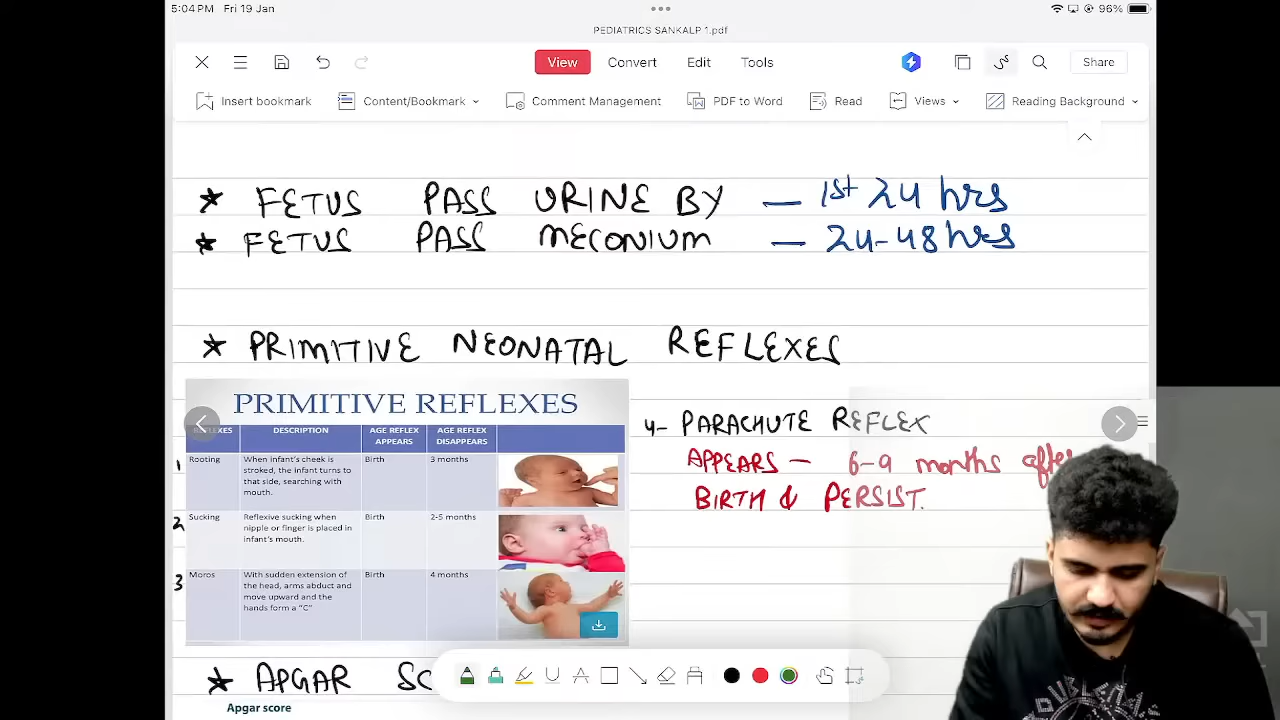 5:04 PM Fri 19 Jan
96%
PEDIATRICS SANKALP 1.pdf
View Convert Edit Tools Share
Insert bookmark Content/Bookmark Comment Management PDF to Word Read Views Reading Background
★ FETUS PASS URINE BY — 1st 24 hrs
★ FETUS PASS MECONIUM — 24-48 hrs
★ PRIMITIVE NEONATAL REFLEXES
PRIMITIVE REFLEXES
REFLEXES DESCRIPTION AGE REFLEX APPEARS AGE REFLEX DISAPPEARS
1 Rooting When infant's cheek is stroked, the infant turns to that side, searching with mouth. Birth 3 months
2 Sucking Reflexive sucking when nipple or finger is placed in infant's mouth. Birth 2-5 months
3 Moros With sudden extension of the head, arms abduct and move upward and the hands form a "C" Birth 4 months
4- PARACHUTE REFLEX
APPEARS — 6-9 months after
BIRTH & PERSIST.
★ APGAR SC
Apgar score